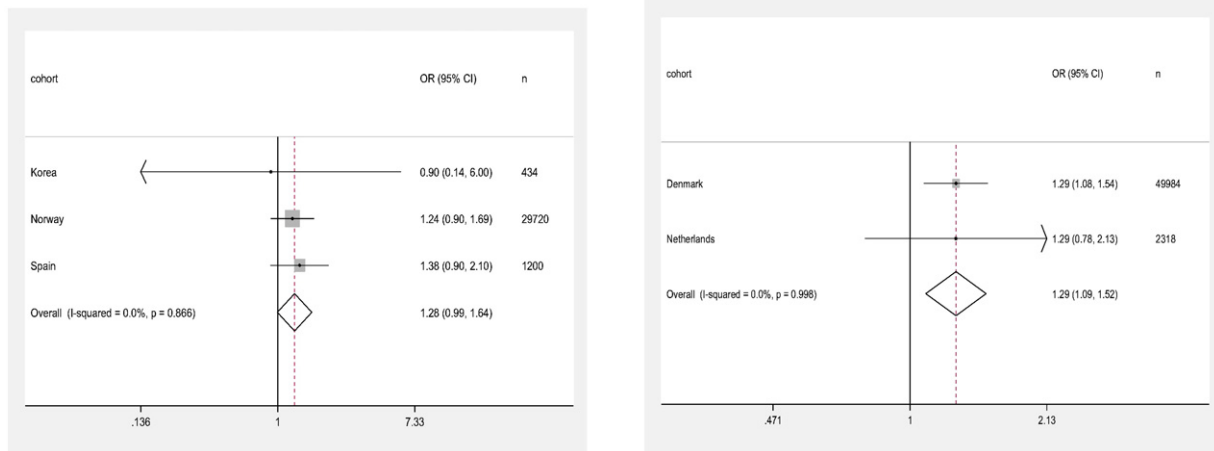 cohort OR (95% CI) n
Korea 0.90 (0.14, 6.00) 434
Norway 1.24 (0.90, 1.69) 29720
Spain 1.38 (0.90, 2.10) 1200
Overall (I-squared = 0.0%, p = 0.866) 1.28 (0.99, 1.64)
.136 1 7.33
cohort OR (95% CI) n
Denmark 1.29 (1.08, 1.54) 49984
Netherlands 1.29 (0.78, 2.13) 2318
Overall (I-squared = 0.0%, p = 0.998) 1.29 (1.09, 1.52)
.471 1 2.13